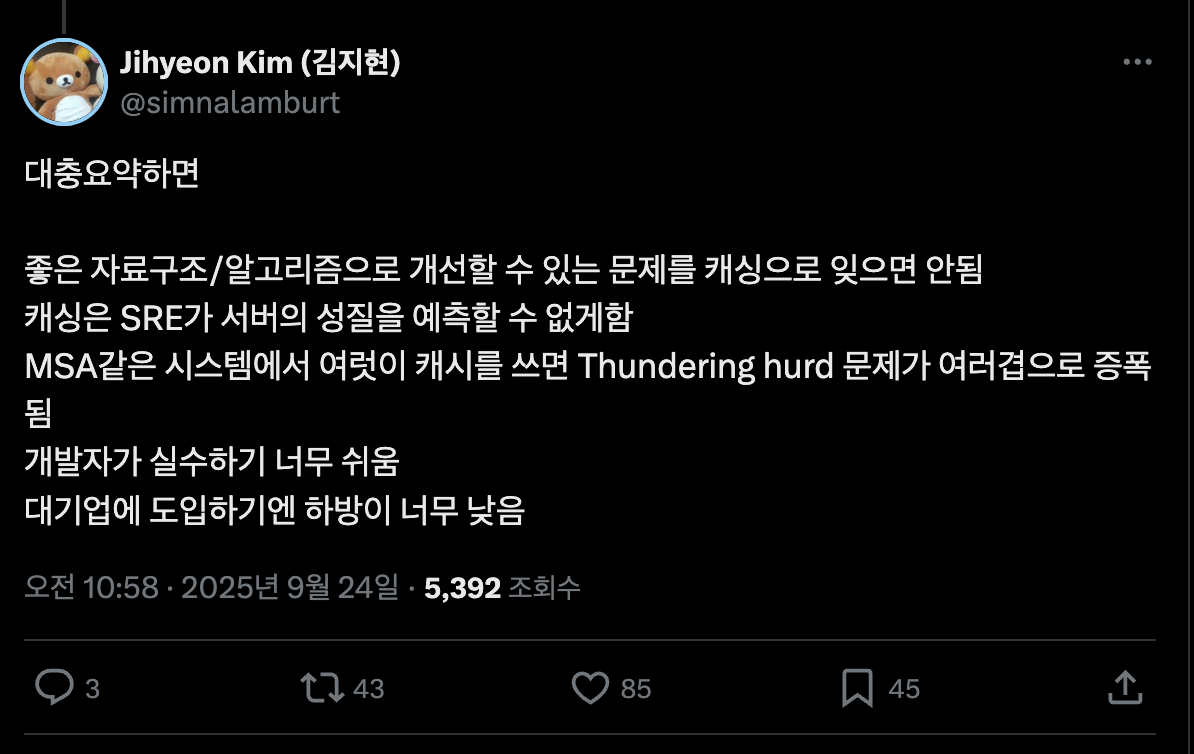 Jihyeon Kim (김지현)
@simnalamburt
대충요약하면
좋은 자료구조/알고리즘으로 개선할 수 있는 문제를 캐싱으로 잊으면 안됨
캐싱은 SRE가 서버의 성질을 예측할 수 없게함
MSA같은 시스템에서 여럿이 캐시를 쓰면 Thundering hurd 문제가 여러겹으로 증폭
됨
개발자가 실수하기 너무 쉬움
대기업에 도입하기엔 하방이 너무 낮음
오전 10:58 · 2025년 9월 24일 · 5,392 조회수
3 43 85 45